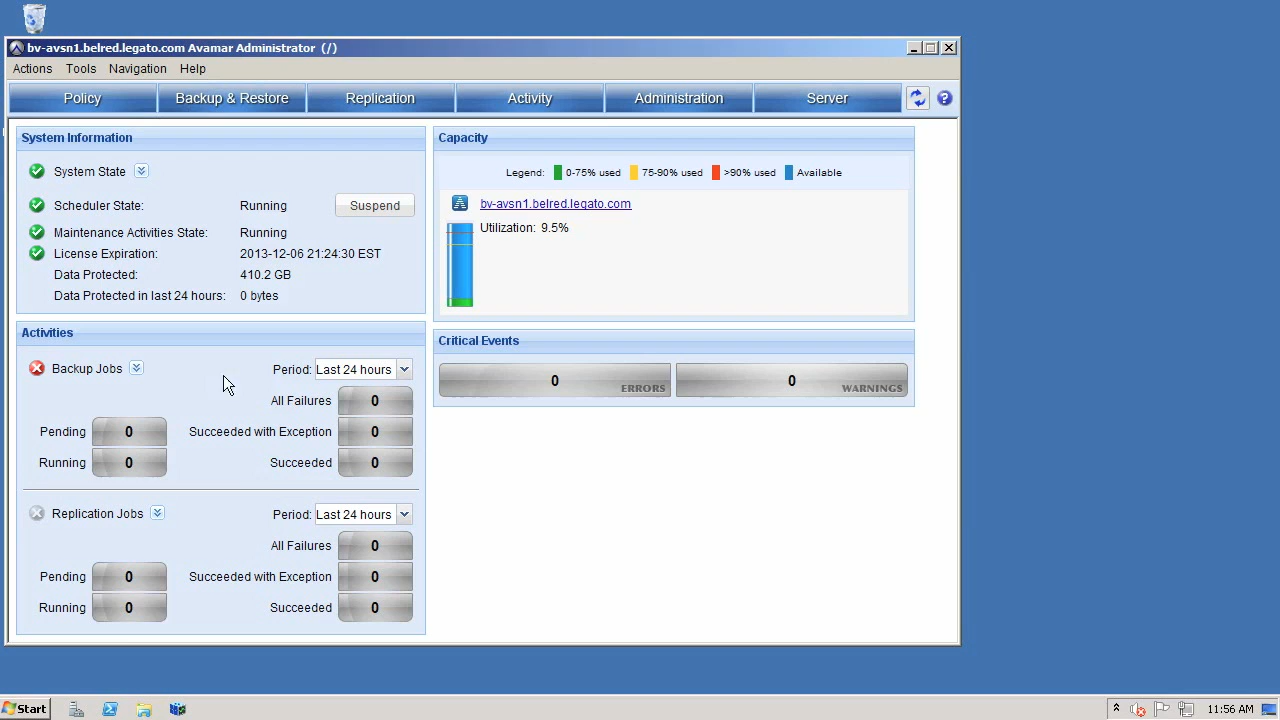 bv-avsn1.belred.legato.com Avamar Administrator (/)
Actions Tools Navigation Help
Policy Backup & Restore Replication Activity Administration Server ?
System Information
System State
Scheduler State: Running Suspend
Maintenance Activities State: Running
License Expiration: 2013-12-06 21:24:30 EST
Data Protected: 410.2 GB
Data Protected in last 24 hours: 0 bytes
Capacity
Legend: 0-75% used 75-90% used >90% used Available
bv-avsn1.belred.legato.com
Utilization: 9.5%
Activities
Backup Jobs Period: Last 24 hours
All Failures 0
Pending 0 Succeeded with Exception 0
Running 0 Succeeded 0
Replication Jobs Period: Last 24 hours
All Failures 0
Pending 0 Succeeded with Exception 0
Running 0 Succeeded 0
Critical Events
0 ERRORS 0 WARNINGS
Start 11:56 AM